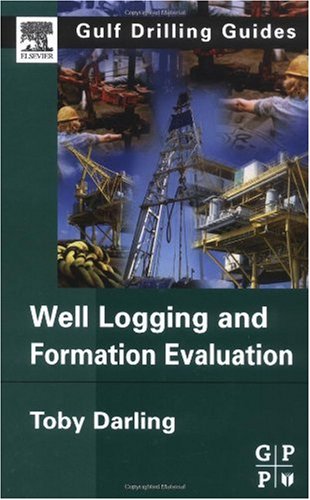 ELSEVIER
Gulf Drilling Guides
Well Logging and
Formation Evaluation
Toby Darling
G P
P